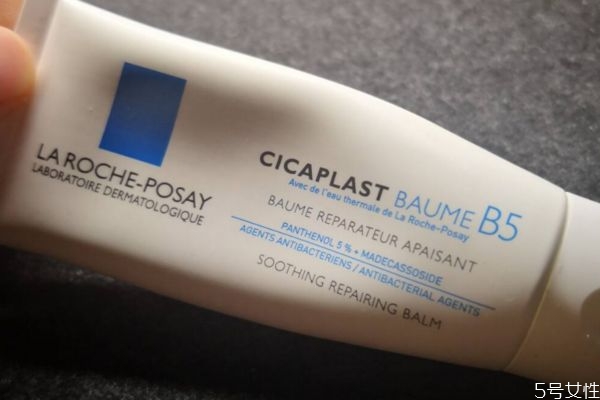 LA ROCHE-POSAY
LABORATOIRE DERMATOLOGIQUE
CICAPLAST BAUME B5
Avec de l'eau thermale de La Roche-Posay
BAUME REPARATEUR APAISANT
PANTHENOL 5% + MADECASSOSIDE
AGENTS ANTIBACTERIENS / ANTIBACTERIAL AGENTS
SOOTHING REPAIRING BALM
5号女性